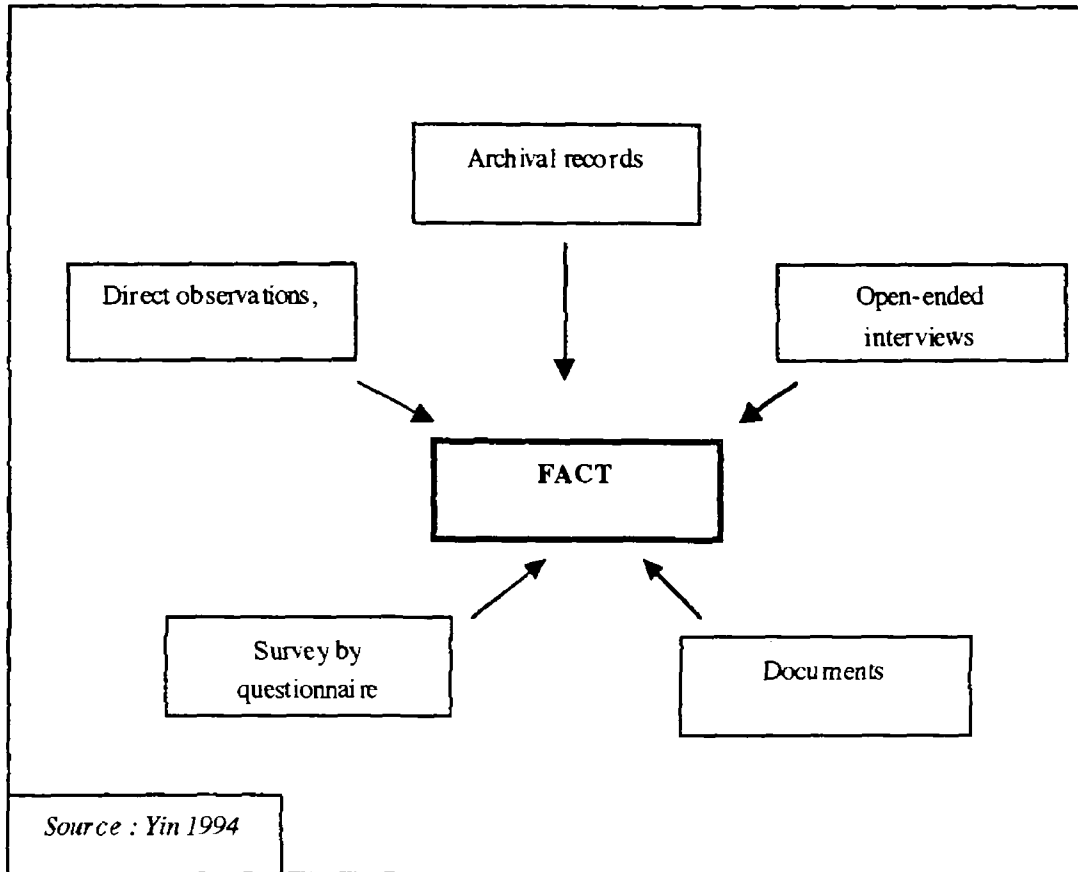 Archival records
Direct observations,
Open-ended
interviews
FACT
Survey by
questionnaire
Documents
Source : Yin 1994